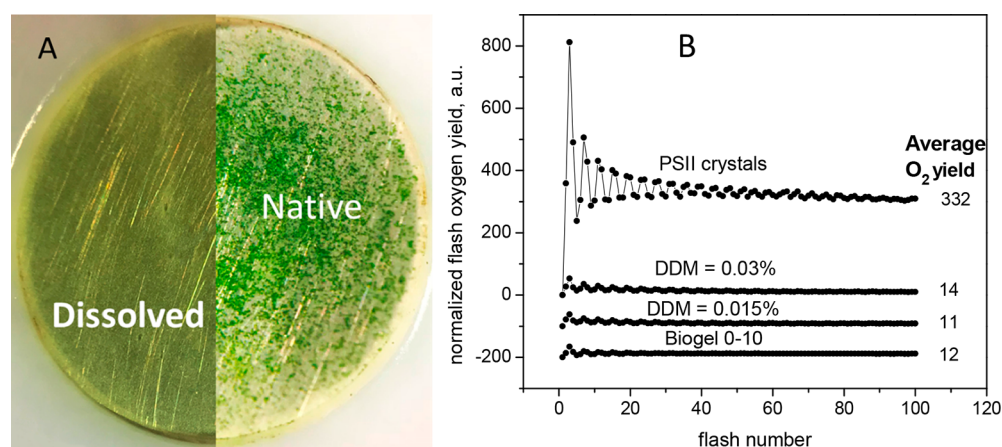 A
Native
Dissolved
B
normalized flash oxygen yield, a.u.
800
600
400
200
0
-200
PSII crystals
Average
O2 yield
332
DDM = 0.03%
14
DDM = 0.015%
11
Biogel 0-10
12
0
20
40
60
80
100
120
flash number